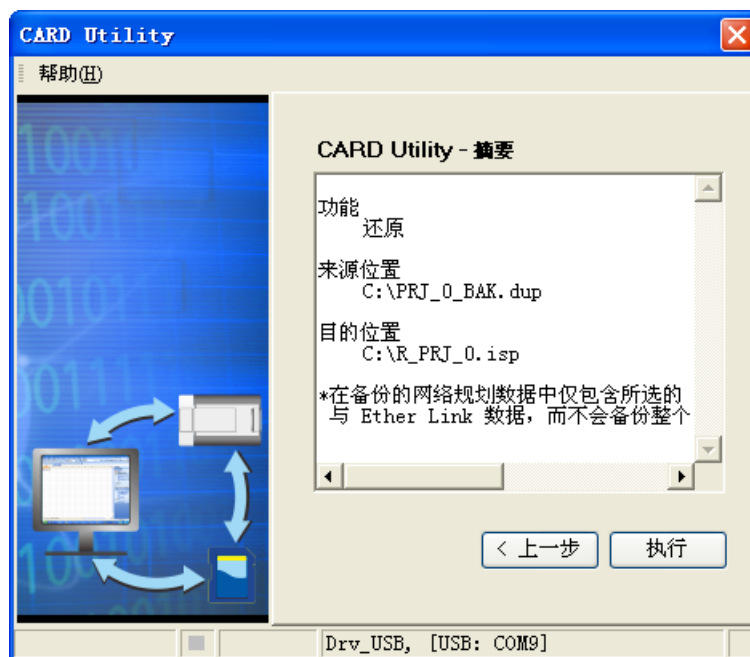 CARD Utility
帮助(H)
CARD Utility - 摘要
功能
还原
来源位置
C:\PRJ_0_BAK.dup
目的位置
C:\R_PRJ_0.isp
*在备份的网络规划数据中仅包含所选的
与 Ether Link 数据，而不会备份整个
< 上一步
执行
Drv_USB, [USB: COM9]